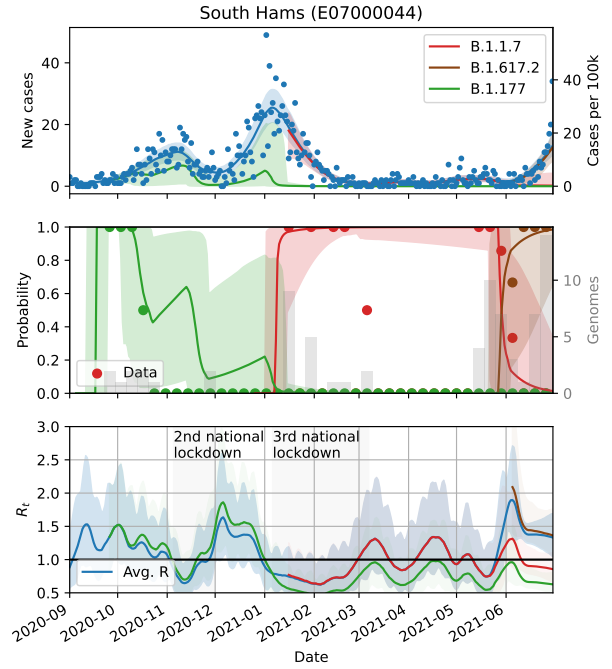 South Hams (E07000044)
New cases
40
20
0
B.1.1.7
B.1.617.2
B.1.177
40
20
0
Cases per 100k
Probability
1.0
0.8
0.6
0.4
0.2
0.0
Data
10
5
0
Genomes
R_t
3.0
2.5
2.0
1.5
1.0
0.5
2nd national
lockdown
3rd national
lockdown
Avg. R
2020-09
2020-10
2020-11
2020-12
2021-01
2021-02
2021-03
2021-04
2021-05
2021-06
Date